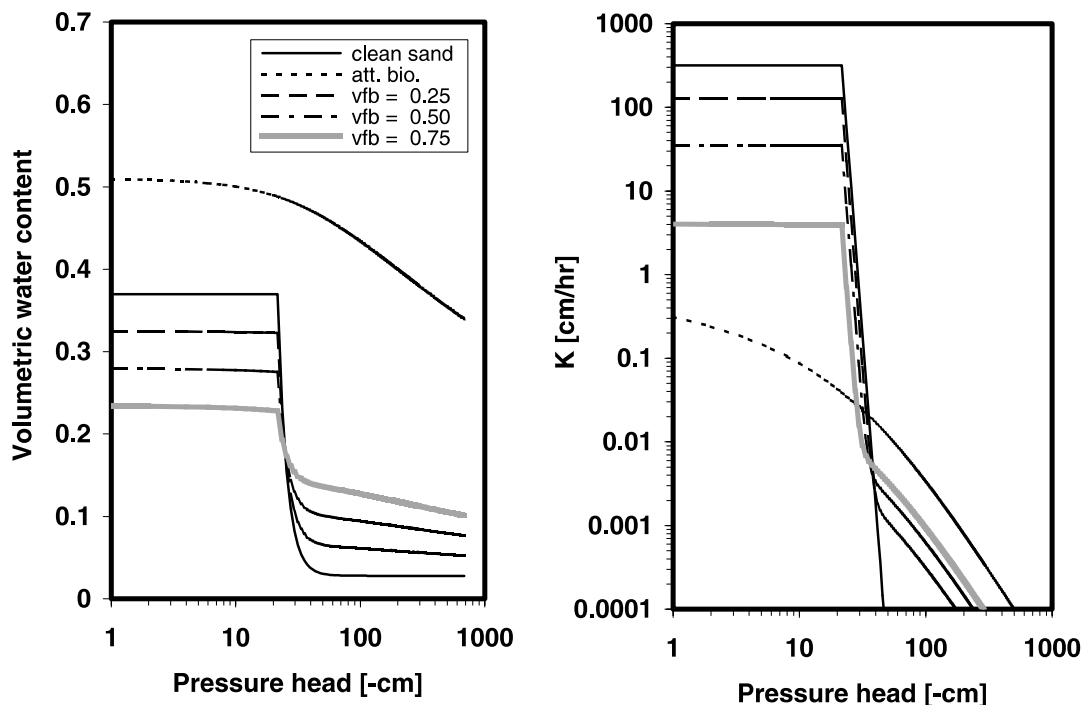 0.7
0.6
0.5
0.4
0.3
0.2
0.1
0
Volumetric water content
clean sand
att. bio.
vfb = 0.25
vfb = 0.50
vfb = 0.75
1 10 100 1000
Pressure head [-cm]
1000
100
10
1
0.1
0.01
0.001
0.0001
K [cm/hr]
1 10 100 1000
Pressure head [-cm]